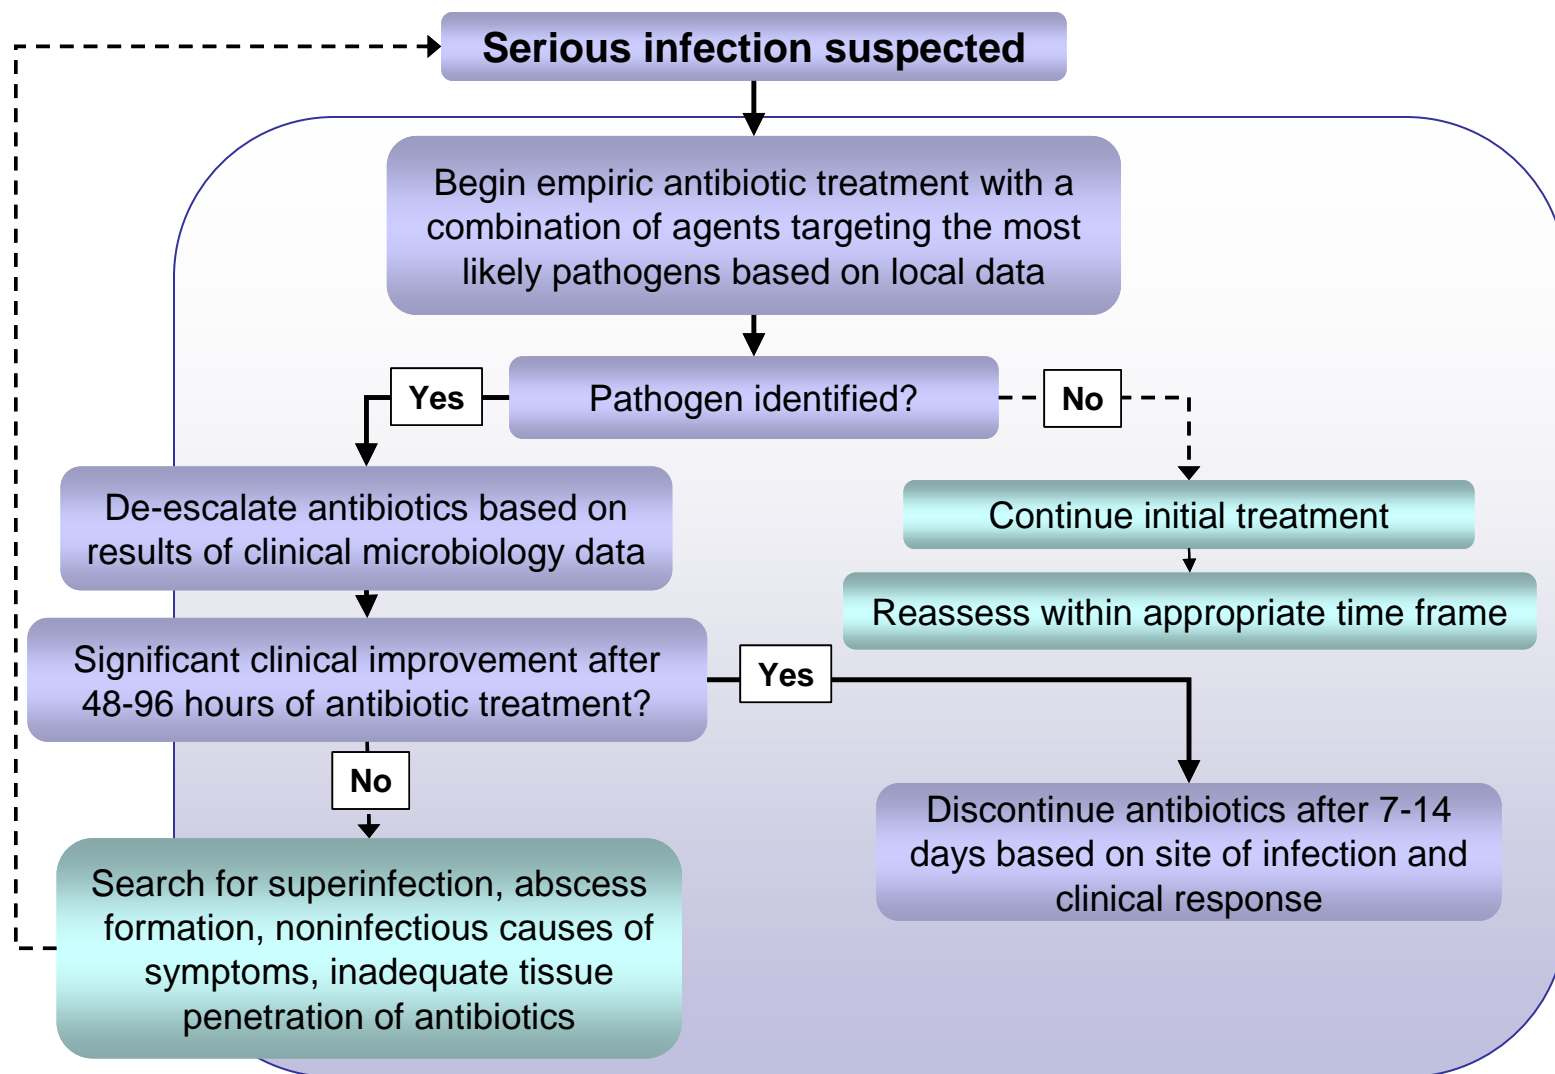 Serious infection suspected
Begin empiric antibiotic treatment with a
combination of agents targeting the most
likely pathogens based on local data
Pathogen identified?
Yes
No
De-escalate antibiotics based on
results of clinical microbiology data
Continue initial treatment
Reassess within appropriate time frame
Significant clinical improvement after
48-96 hours of antibiotic treatment?
Yes
No
Discontinue antibiotics after 7-14
days based on site of infection and
clinical response
Search for superinfection, abscess
formation, noninfectious causes of
symptoms, inadequate tissue
penetration of antibiotics